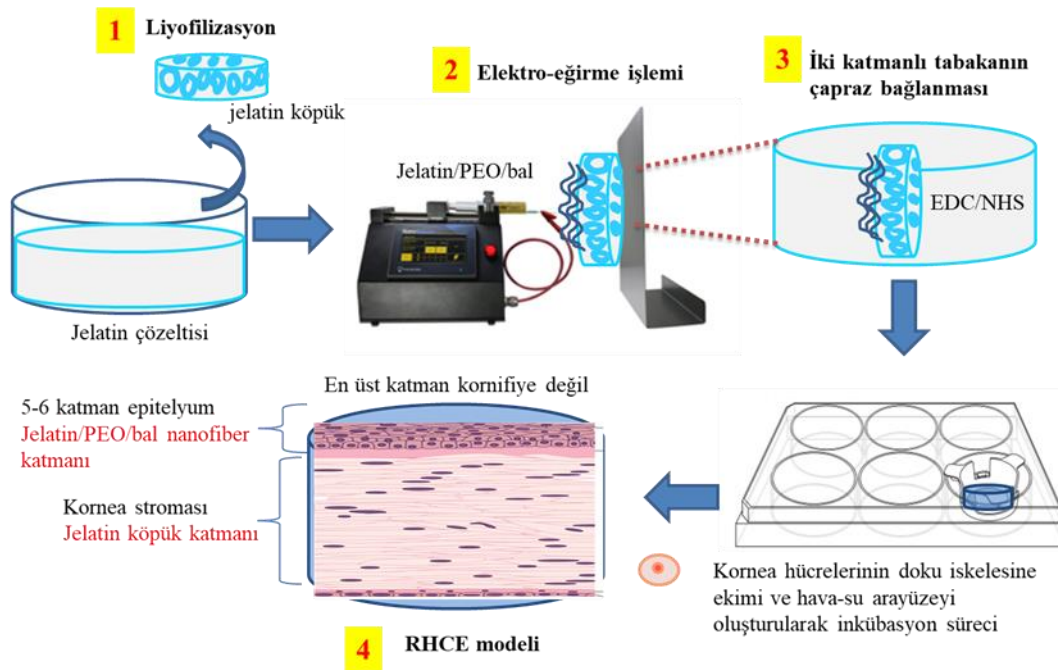 1 Liyofilizasyon
jelatin köpük
Jelatin çözeltisi
2 Elektro-eğirme işlemi
Jelatin/PEO/bal
3 İki katmanlı tabakanın
çapraz bağlanması
EDC/NHS
Kornea hücrelerinin doku iskelesine
ekimi ve hava-su arayüzeyi
oluşturularak inkübasyon süreci
En üst katman kornifiye değil
5-6 katman epitelyum
Jelatin/PEO/bal nanofiber
katmanı
Kornea stroması
Jelatin köpük katmanı
4 RHCE modeli